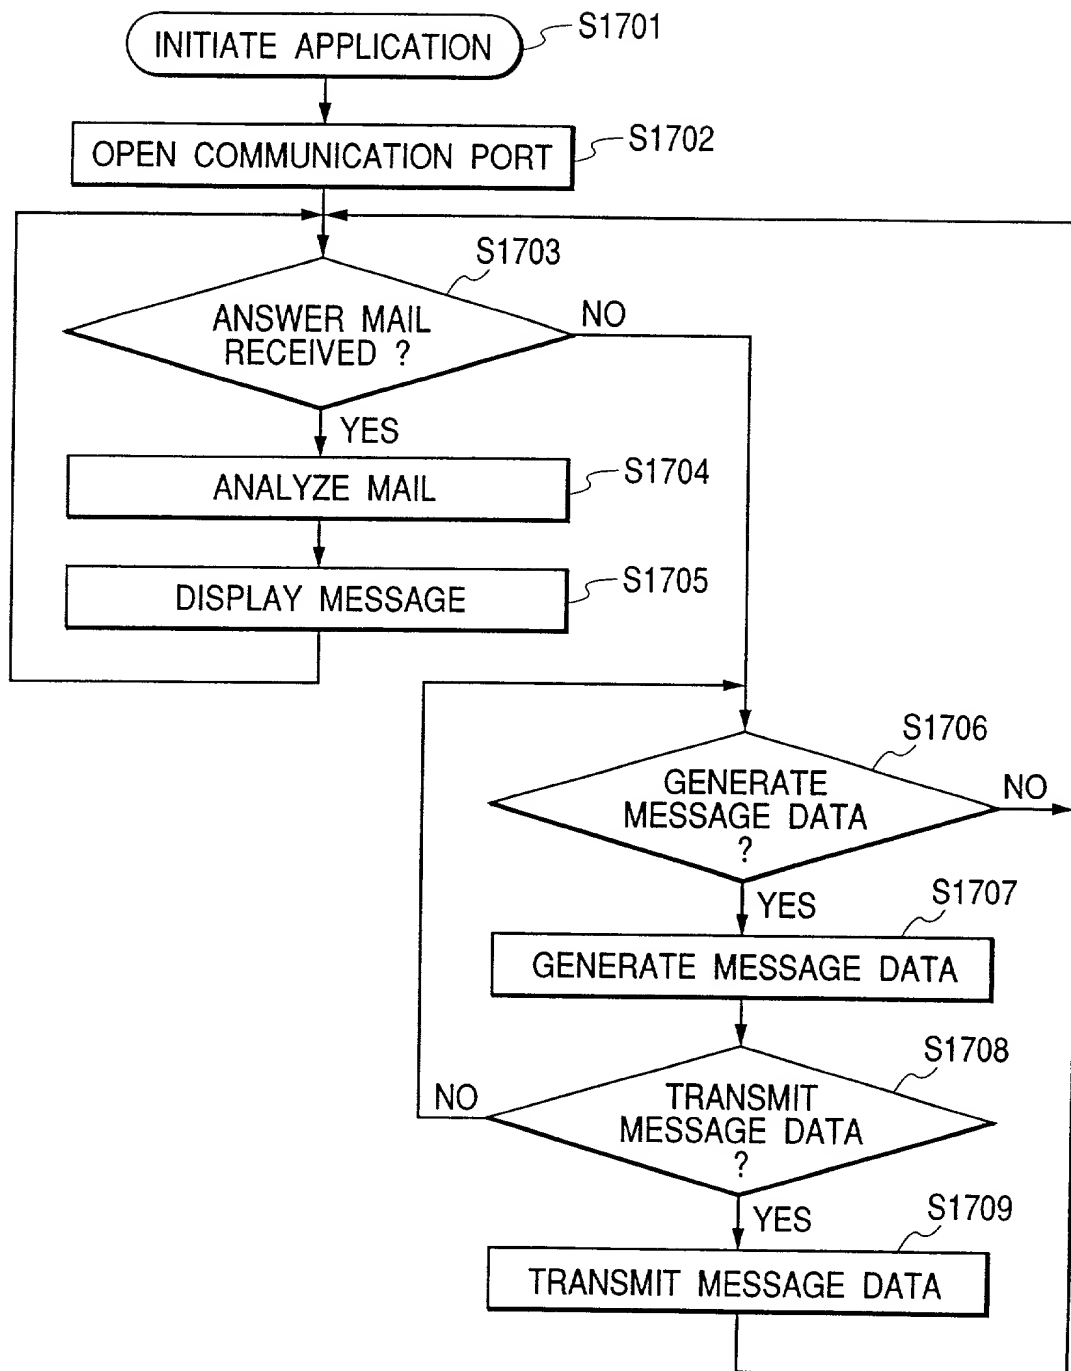 INITIATE APPLICATION
S1701
OPEN COMMUNICATION PORT
S1702
S1703
ANSWER MAIL
RECEIVED ?
NO
YES
ANALYZE MAIL
S1704
DISPLAY MESSAGE
S1705
S1706
GENERATE
MESSAGE DATA
?
NO
YES
S1707
GENERATE MESSAGE DATA
S1708
TRANSMIT
MESSAGE DATA
?
NO
YES
S1709
TRANSMIT MESSAGE DATA